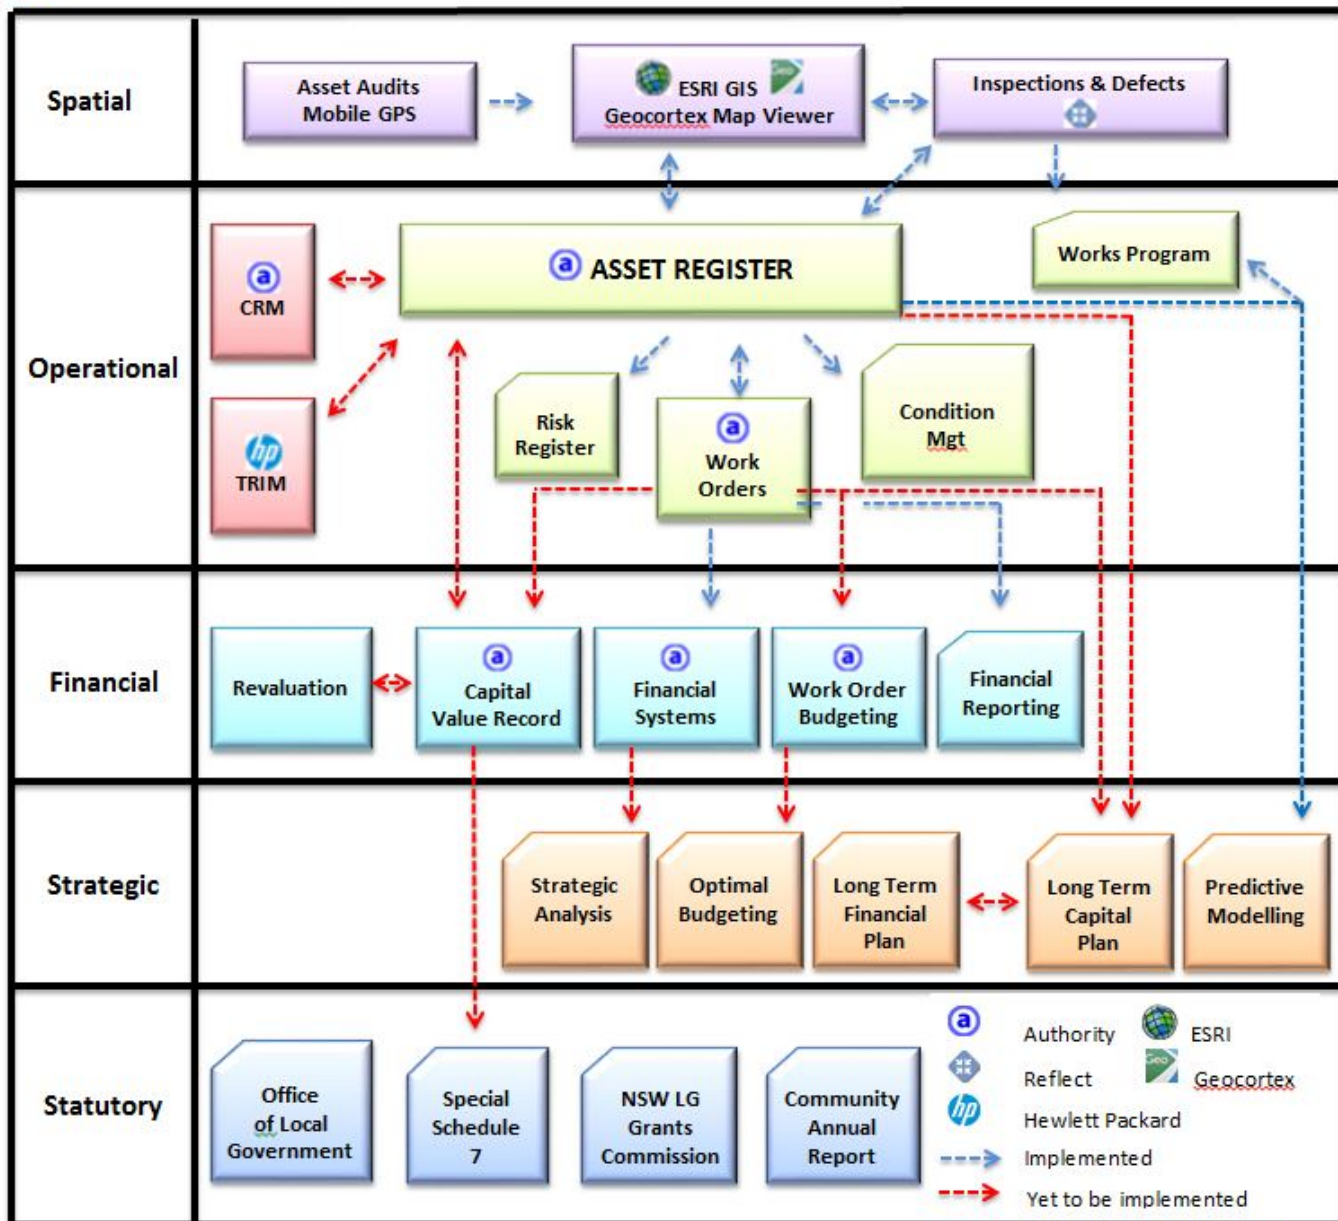 Spatial
Asset Audits
Mobile GPS
ESRI GIS
Geo
Geocortex Map Viewer
Inspections & Defects
Operational
a
CRM
hp
TRIM
a ASSET REGISTER
Works Program
Risk
Register
a
Work
Orders
Condition
Mgt
Financial
Revaluation
a
Capital
Value Record
a
Financial
Systems
a
Work Order
Budgeting
Financial
Reporting
Strategic
Strategic
Analysis
Optimal
Budgeting
Long Term
Financial
Plan
Long Term
Capital
Plan
Predictive
Modelling
Statutory
Office
of Local
Government
Special
Schedule
7
NSW LG
Grants
Commission
Community
Annual
Report
a Authority
ESRI
Reflect
Geo Geocortex
hp Hewlett Packard
Implemented
Yet to be implemented